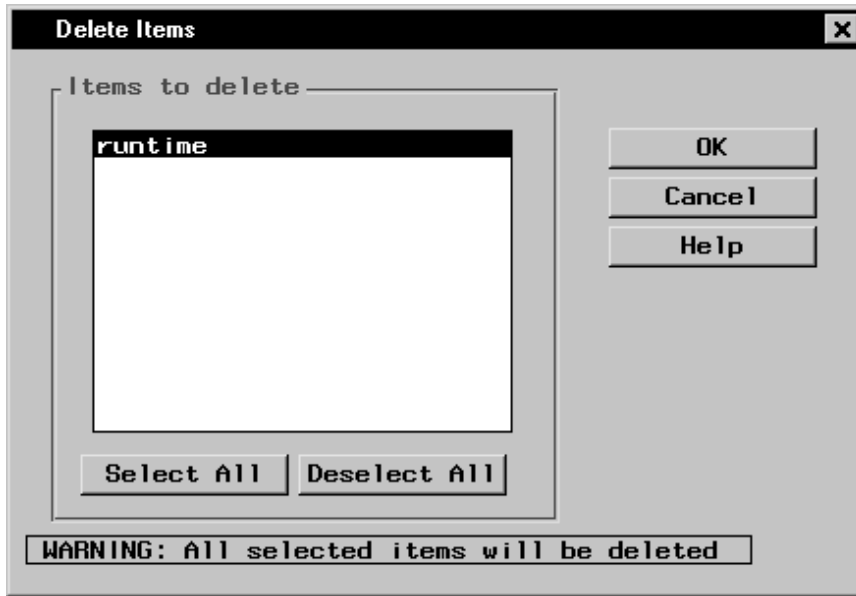 Delete Items
Items to delete
runtime
OK
Cancel
Help
Select All
Deselect All
WARNING: All selected items will be deleted